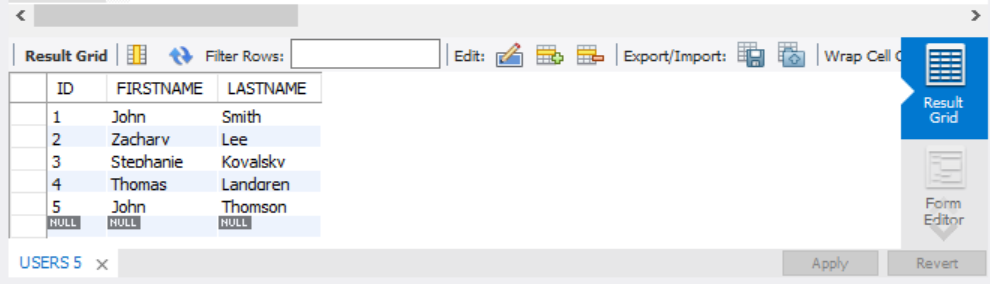 Result Grid Filter Rows: Edit: Export/Import: Wrap Cell C
Result
Grid
Form
Editor
ID FIRSTNAME LASTNAME
1 John Smith
2 Zachary Lee
3 Stephanie Kovalsky
4 Thomas Landgren
5 John Thomson
NULL NULL NULL
USERS 5 Apply Revert